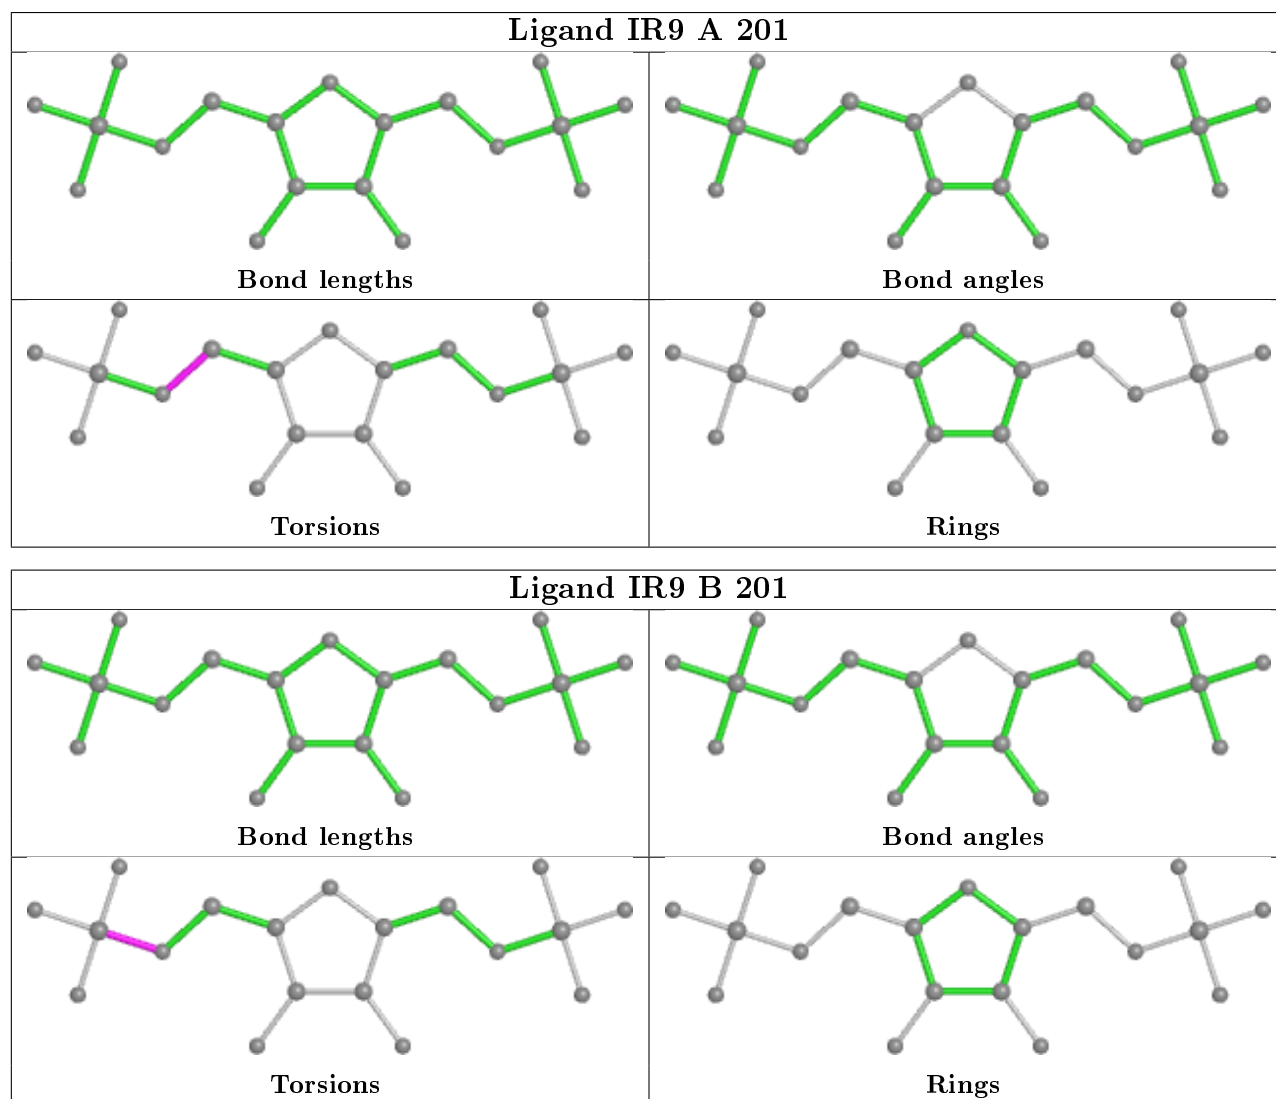 Ligand IR9 A 201
Bond lengths
Bond angles
Torsions
Rings
Ligand IR9 B 201
Bond lengths
Bond angles
Torsions
Rings